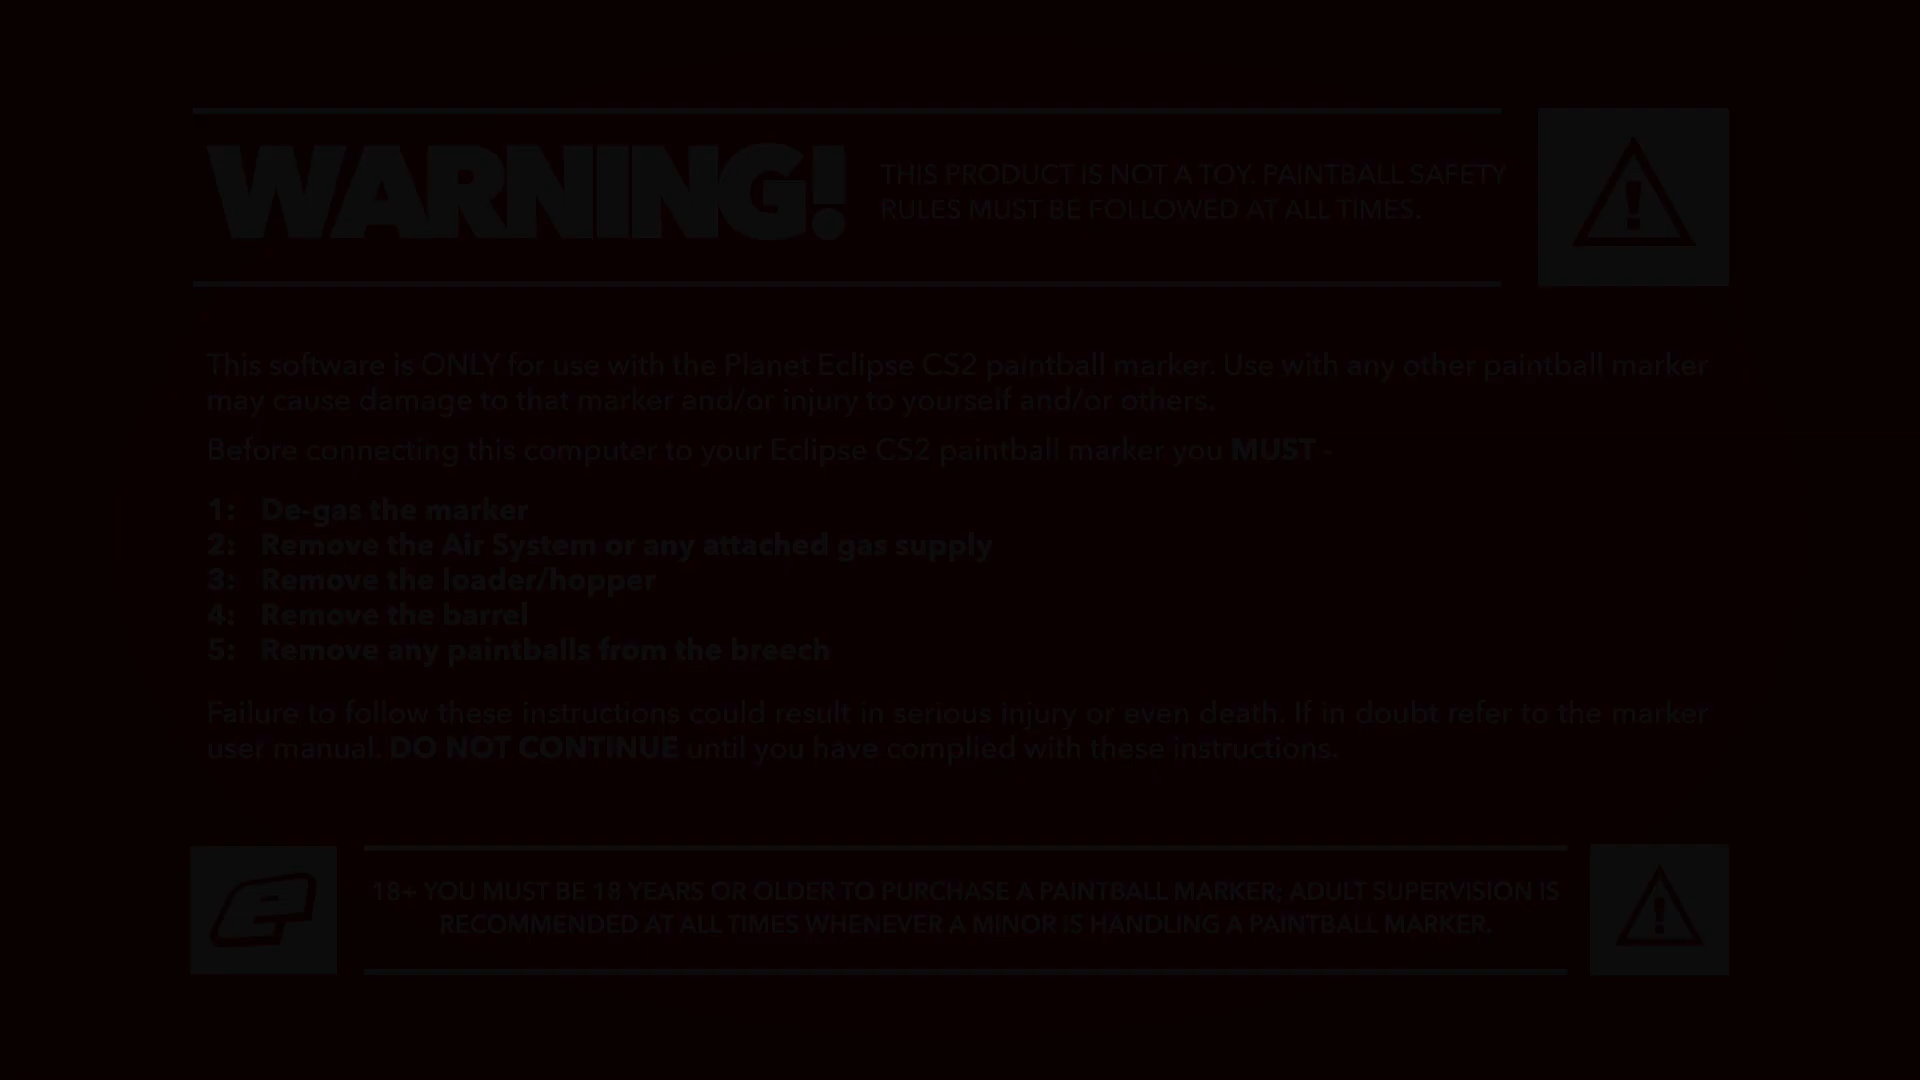 WARNING!
THIS PRODUCT IS NOT A TOY. PAINTBALL SAFETY
RULES MUST BE FOLLOWED AT ALL TIMES.
This software is ONLY for use with the Planet Eclipse CS2 paintball marker. Use with any other paintball marker
may cause damage to that marker and/or injury to yourself and/or others.
Before connecting this computer to your Eclipse CS2 paintball marker you MUST -
1: De-gas the marker
2: Remove the Air System or any attached gas supply
3: Remove the loader/hopper
4: Remove the barrel
5: Remove any paintballs from the breech
Failure to follow these instructions could result in serious injury or even death. If in doubt refer to the marker
user manual. DO NOT CONTINUE until you have complied with these instructions.
18+ YOU MUST BE 18 YEARS OR OLDER TO PURCHASE A PAINTBALL MARKER; ADULT SUPERVISION IS
RECOMMENDED AT ALL TIMES WHENEVER A MINOR IS HANDLING A PAINTBALL MARKER.